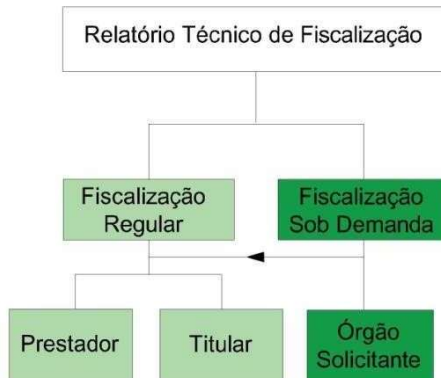 Relatório Técnico de Fiscalização
Fiscalização
Regular
Fiscalização
Sob Demanda
Prestador
Titular
Órgão
Solicitante